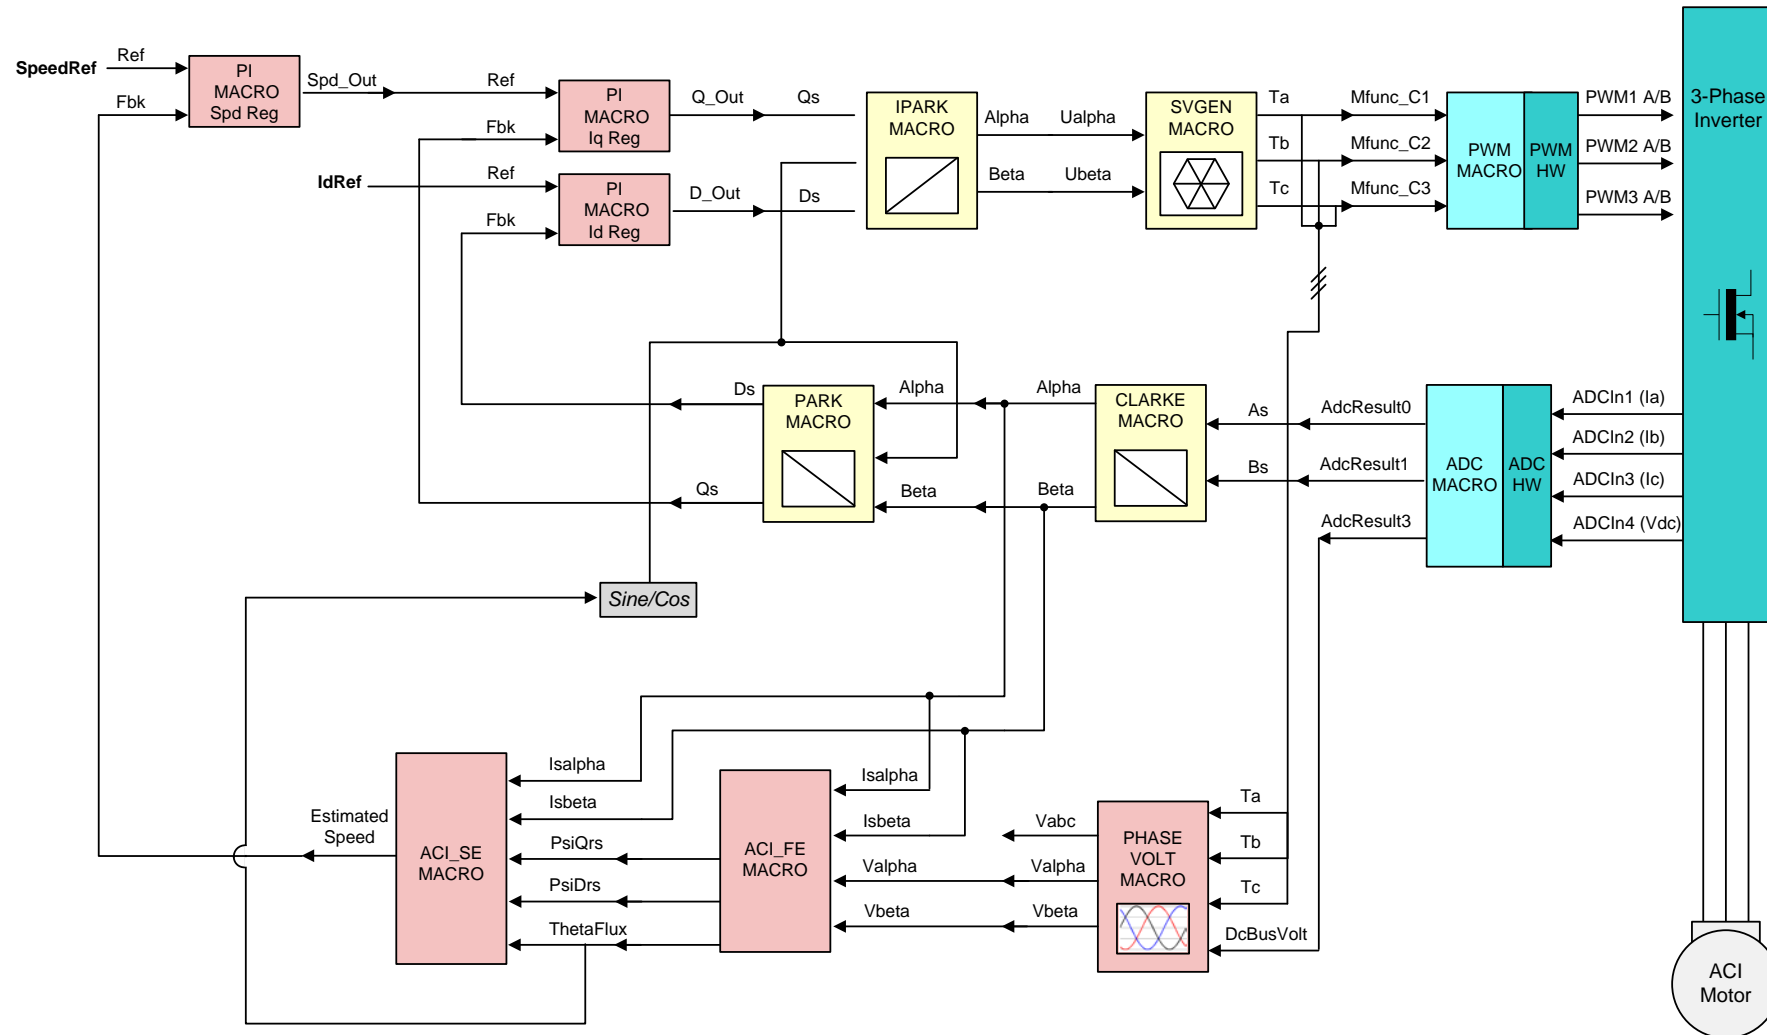 SpeedRef
Ref
Fbk
PI
MACRO
Spd Reg
Spd_Out
Ref
Fbk
PI
MACRO
Iq Reg
Q_Out
Qs
IdRef
Ref
Fbk
PI
MACRO
Id Reg
D_Out
Ds
IPARK
MACRO
Alpha
Ualpha
Beta
Ubeta
SVGEN
MACRO
Ta
Tb
Tc
Mfunc_C1
Mfunc_C2
Mfunc_C3
PWM
MACRO
PWM
HW
PWM1 A/B
PWM2 A/B
PWM3 A/B
3-Phase
Inverter
Ds
Qs
PARK
MACRO
Alpha
Alpha
Beta
Beta
CLARKE
MACRO
As
AdcResult0
Bs
AdcResult1
AdcResult3
ADC
MACRO
ADC
HW
ADCIn1 (Ia)
ADCIn2 (Ib)
ADCIn3 (Ic)
ADCIn4 (Vdc)
Sine/Cos
Estimated
Speed
ACI_SE
MACRO
Isalpha
Isbeta
PsiQrs
PsiDrs
ThetaFlux
ACI_FE
MACRO
Isalpha
Isbeta
Valpha
Vbeta
Vabc
Valpha
Vbeta
PHASE
VOLT
MACRO
Ta
Tb
Tc
DcBusVolt
ACI
Motor